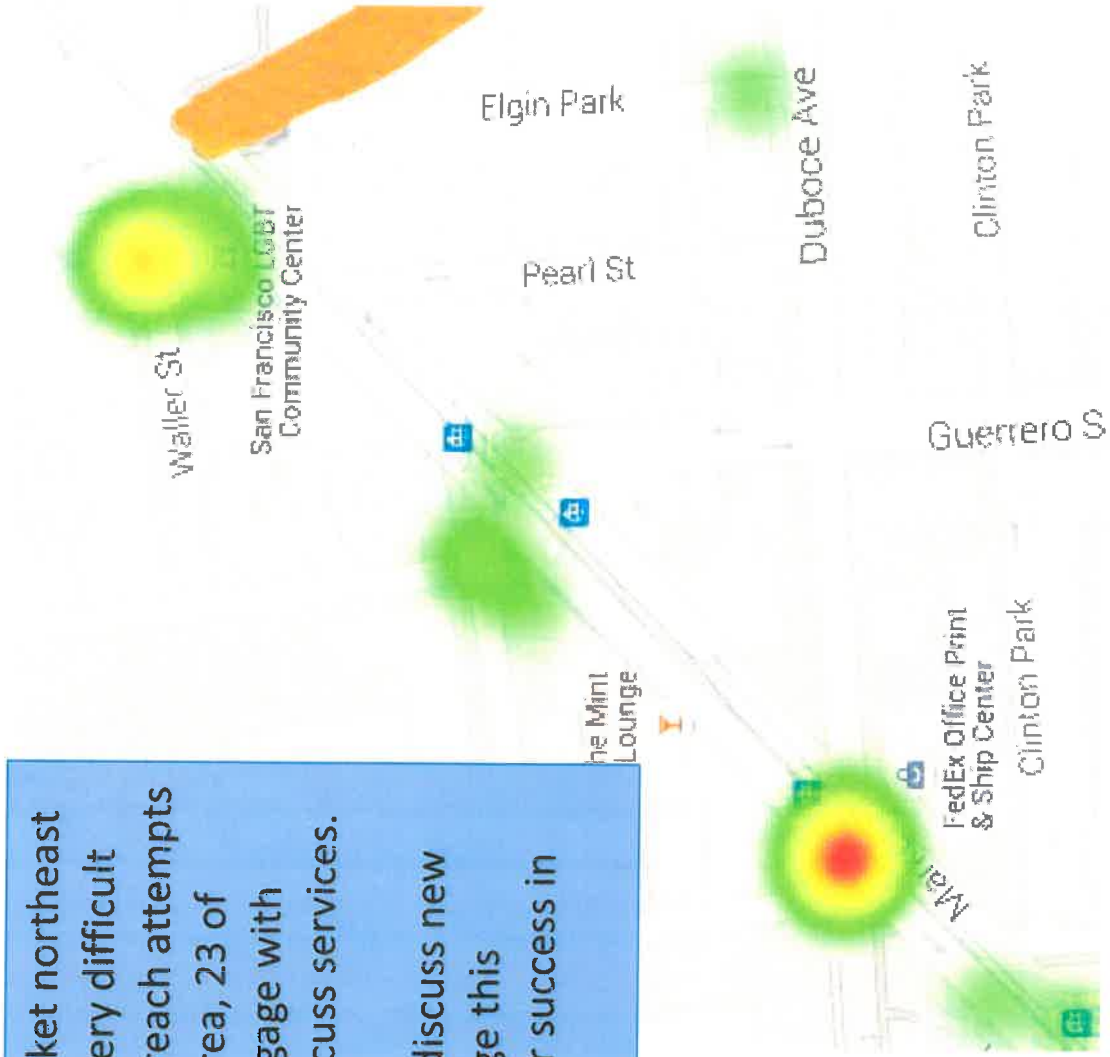 ket northeast
ery difficult
reach attempts
rea, 23 of
gage with
cuss services.
discuss new
ge this
r success in
Waller St
San Francisco LGBT
Community Center
Elgin Park
Pearl St
Duboce Ave
Clinton Park
Guerrero S
he Mint
Lounge
FedEx Office Print
& Ship Center
Clinton Park
Mar